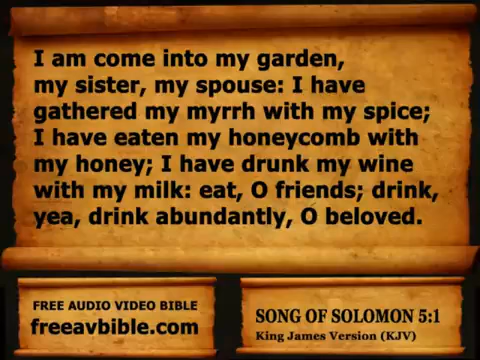 I am come into my garden,
my sister, my spouse: I have
gathered my myrrh with my spice;
I have eaten my honeycomb with
my honey; I have drunk my wine
with my milk: eat, O friends; drink,
yea, drink abundantly, O beloved.
FREE AUDIO VIDEO BIBLE
freeavbible.com
SONG OF SOLOMON 5:1
King James Version (KJV)